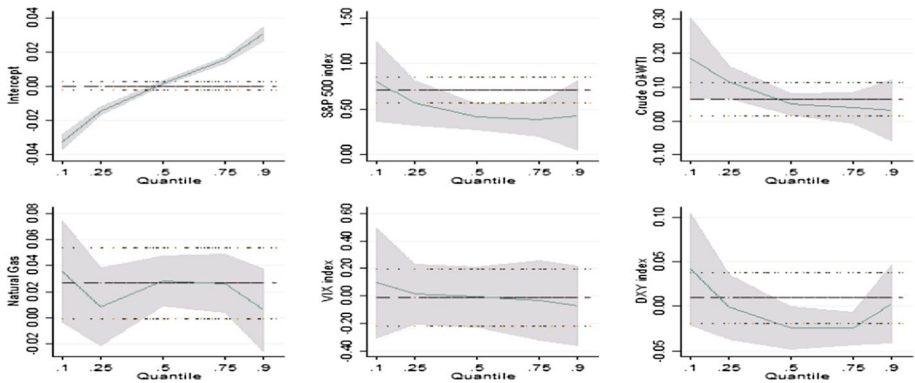 Intercept
0.04
0.02
0.00
-0.02
-0.04
.1 .25 .5 .75 .9
Quantile
S&P 500 index
1.50
1.00
0.50
0.00
.1 .25 .5 .75 .9
Quantile
Crude Oil-WTI
0.30
0.20
0.10
0.00
-0.10
.1 .25 .5 .75 .9
Quantile
Natural Gas
0.08
0.06
0.04
0.02
0.00
-0.02
.1 .25 .5 .75 .9
Quantile
VIX index
0.60
0.40
0.20
0.00
-0.20
-0.40
.1 .25 .5 .75 .9
Quantile
DXY index
0.10
0.05
0.00
-0.05
.1 .25 .5 .75 .9
Quantile